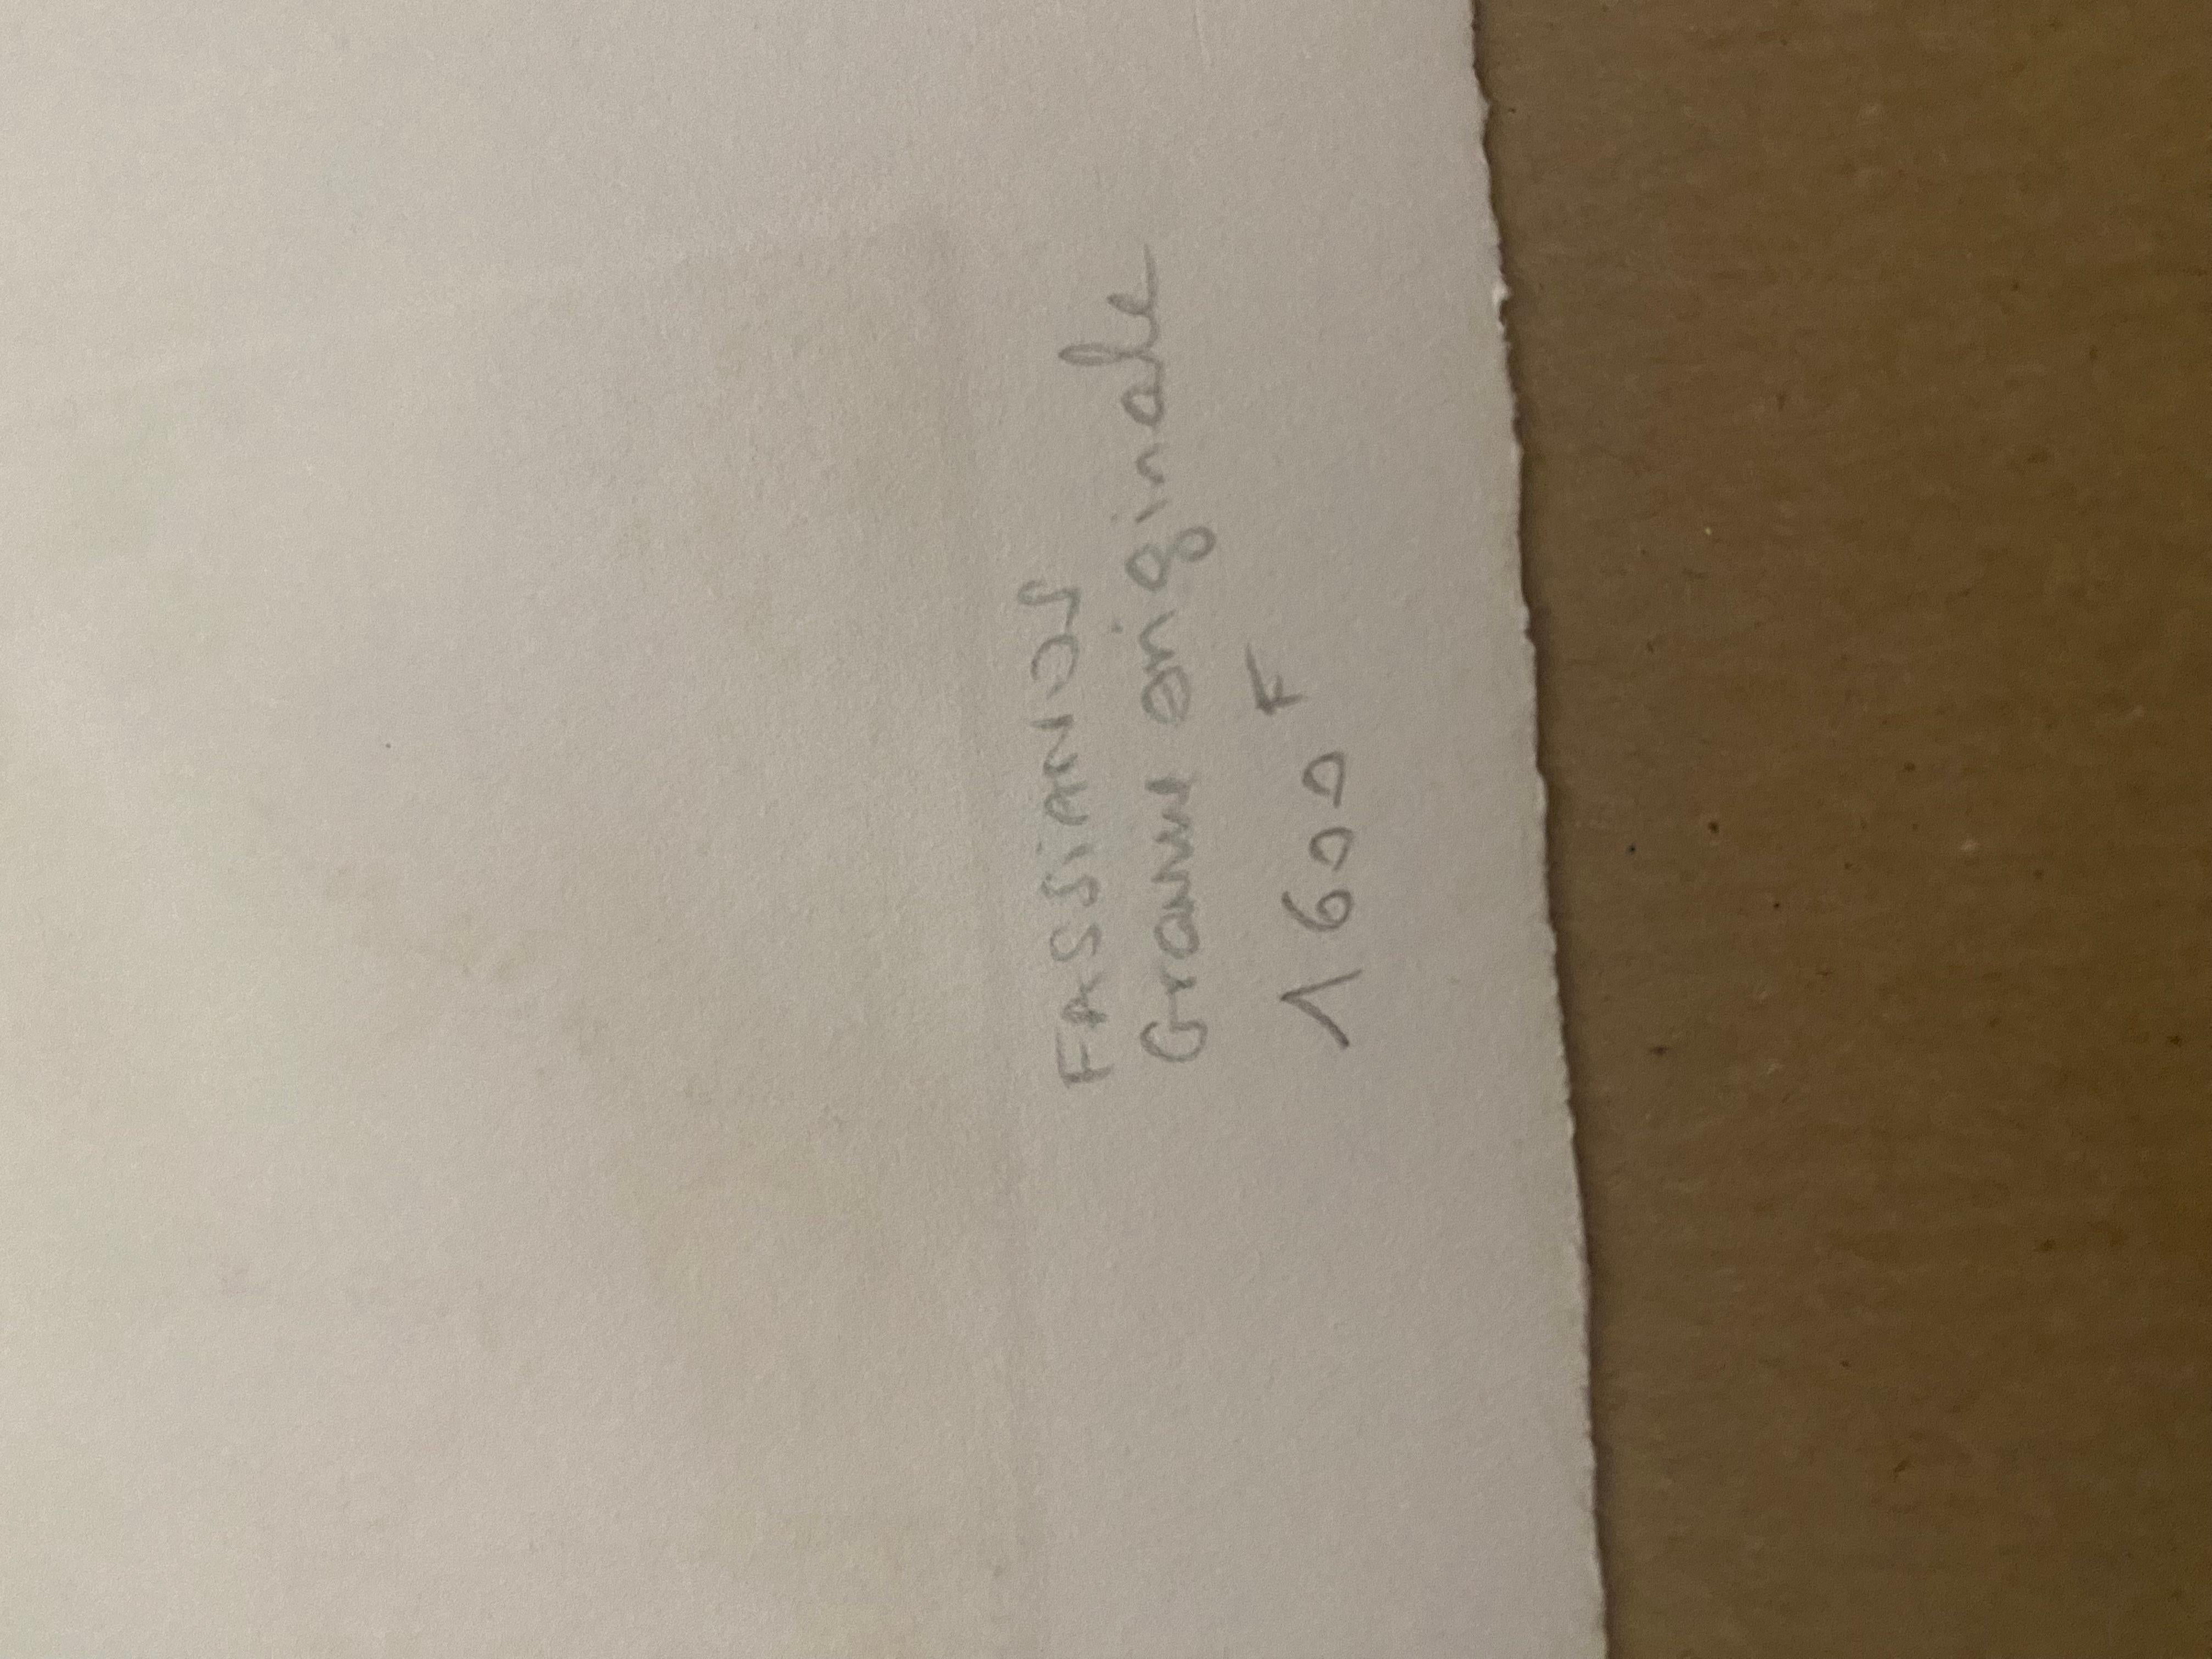 FASSIANOS
Gravure originale
1600 F